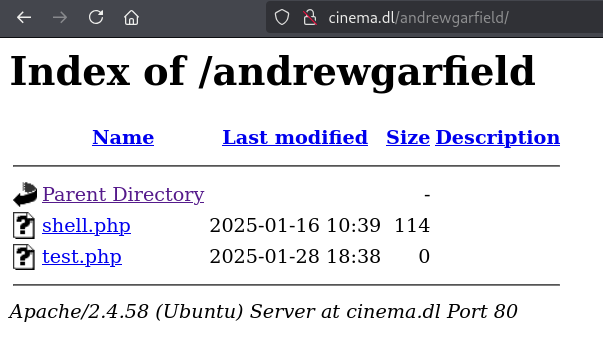 cinema.dl/andrewgarfield/
Index of /andrewgarfield
Name Last modified Size Description
Parent Directory -
shell.php 2025-01-16 10:39 114
test.php 2025-01-28 18:38 0
Apache/2.4.58 (Ubuntu) Server at cinema.dl Port 80